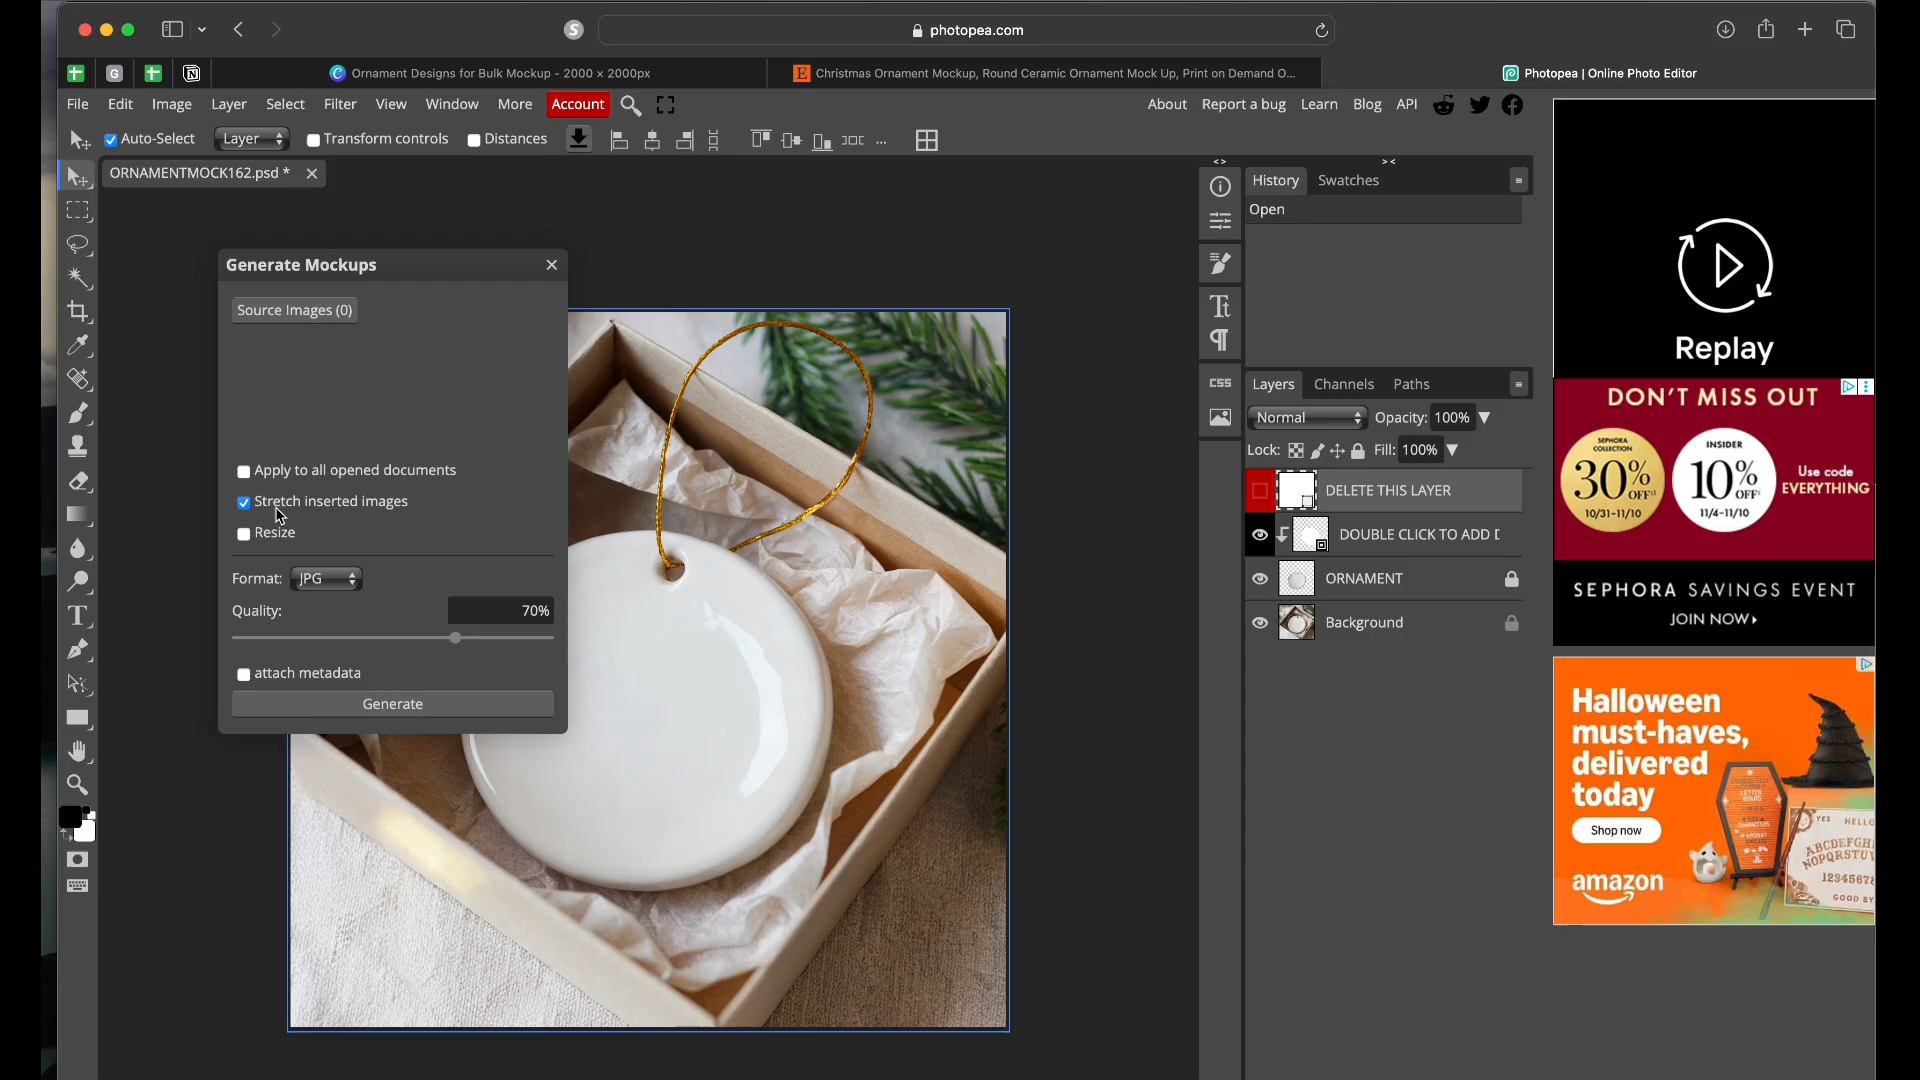 S
photopea.com
G
Ornament Designs for Bulk Mockup - 2000 × 2000px
E
Christmas Ornament Mockup, Round Ceramic Ornament Mock Up, Print on Demand O...
Photopea | Online Photo Editor
File Edit Image Layer Select Filter View Window More Account
About Report a bug Learn Blog API
Auto-Select Layer Transform controls Distances
ORNAMENTMOCK162.psd *
Generate Mockups
Source Images (0)
Apply to all opened documents
Stretch inserted images
Resize
Format: JPG
Quality: 70%
attach metadata
Generate
History Swatches
Open
CSS
Layers Channels Paths
Normal Opacity: 100%
Lock: Fill: 100%
DELETE THIS LAYER
DOUBLE CLICK TO ADD D
ORNAMENT
Background
Replay
DON'T MISS OUT
SEPHORA
COLLECTION
30% OFF
10/31-11/10
INSIDER
10% OFF
11/4-11/10
Use code
EVERYTHING
SEPHORA SAVINGS EVENT
JOIN NOW
Halloween
must-haves,
delivered
today
Shop now
amazon
LETTER
BOARD
YES HELLO
ABCDEFGH
NOPQRSTU
1234567
GOOD BY